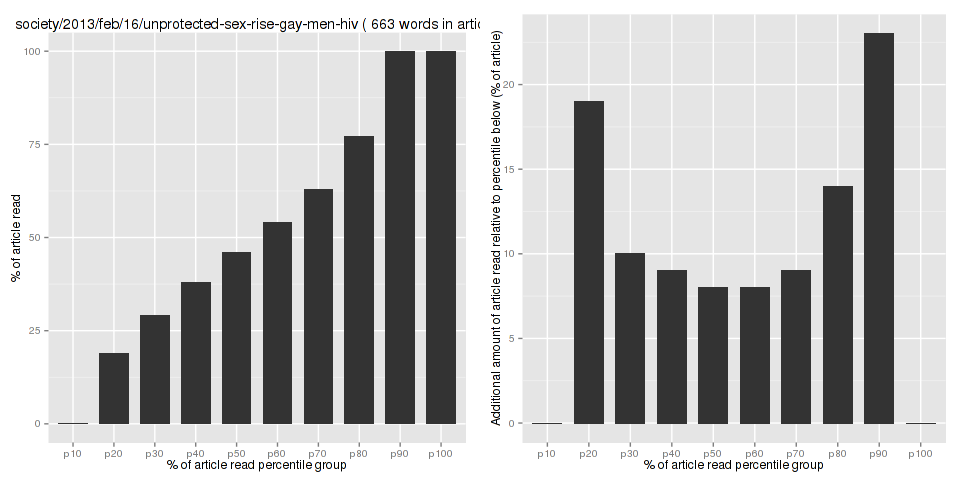 society/2013/feb/16/unprotected-sex-rise-gay-men-hiv ( 663 words in artic
% of article read
100
75
50
25
0
p10 p20 p30 p40 p50 p60 p70 p80 p90 p100
% of article read percentile group
Additional amount of article read relative to percentile below (% of article)
20
15
10
5
0
p10 p20 p30 p40 p50 p60 p70 p80 p90 p100
% of article read percentile group